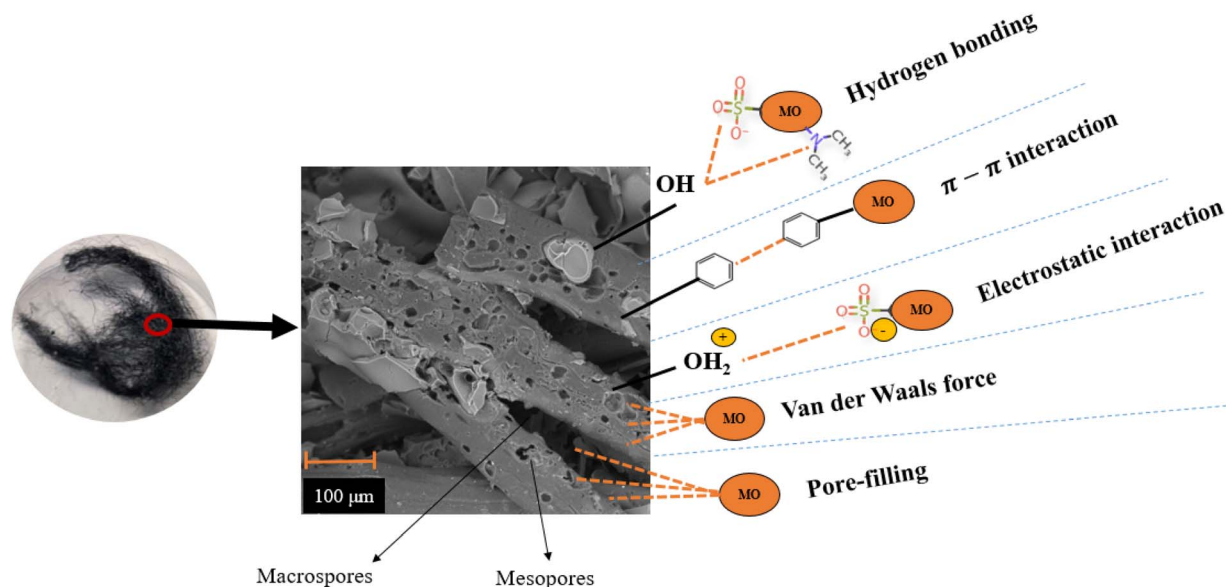 Hydrogen bonding
O
O S
O⁻
MO
N CH₃
CH₃
OH
π – π interaction
MO
Electrostatic interaction
O
O S
O
MO
-
+
OH₂
Van der Waals force
MO
Pore-filling
MO
100 µm
Macrospores Mesopores